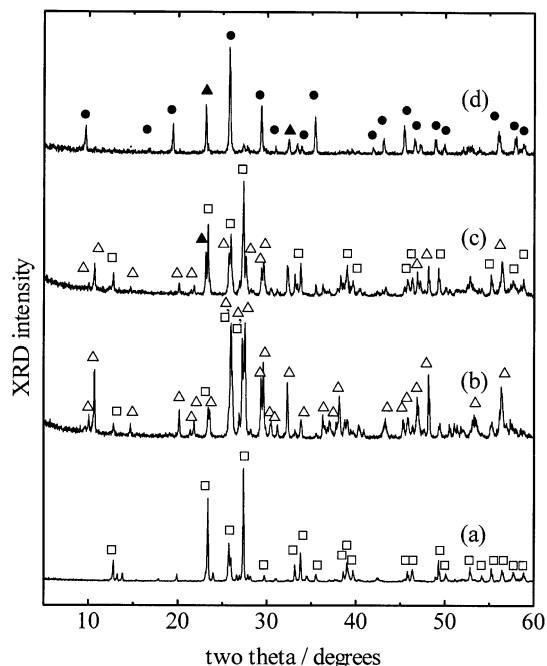 (d)
(c)
(b)
(a)
XRD intensity
10 20 30 40 50 60
two theta / degrees